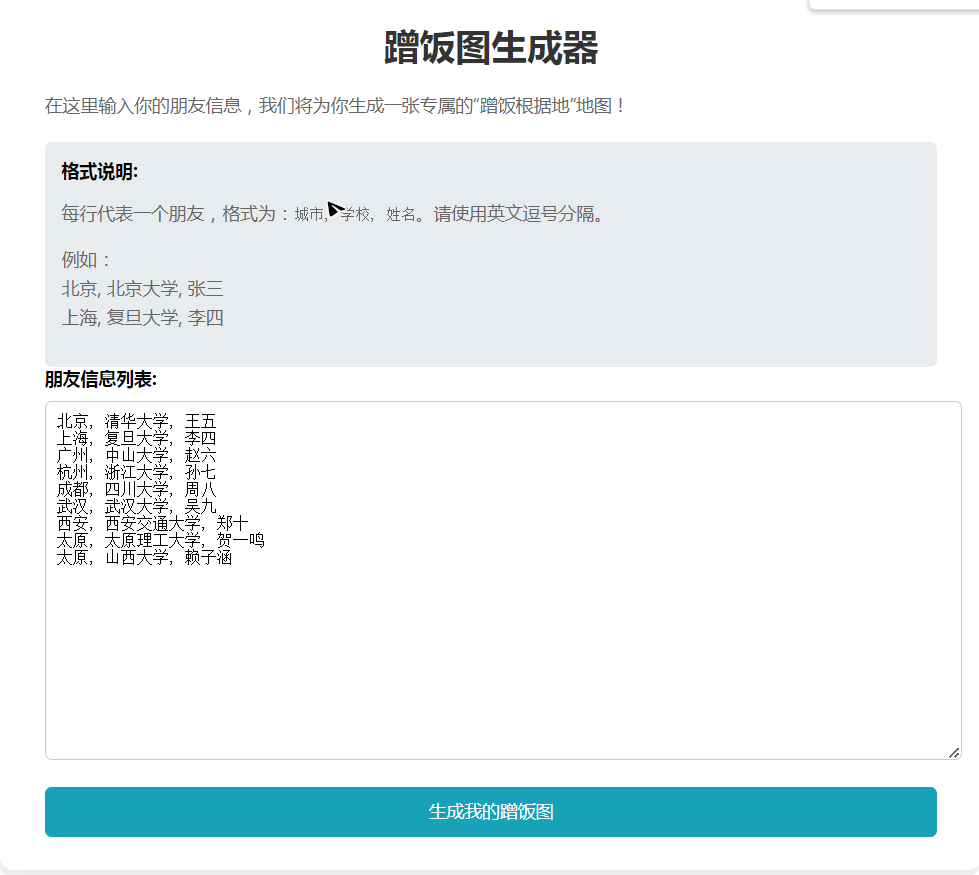 蹭饭图生成器
在这里输入你的朋友信息，我们将为你生成一张专属的“蹭饭根据地”地图！
格式说明:
每行代表一个朋友，格式为：城市, 学校, 姓名。请使用英文逗号分隔。
例如：
北京, 北京大学, 张三
上海, 复旦大学, 李四
朋友信息列表:
北京, 清华大学, 王五
上海, 复旦大学, 李四
广州, 中山大学, 赵六
杭州, 浙江大学, 孙七
成都, 四川大学, 周八
武汉, 武汉大学, 吴九
西安, 西安交通大学, 郑十
太原, 太原理工大学, 贺一鸣
太原, 山西大学, 赖子涵
生成我的蹭饭图